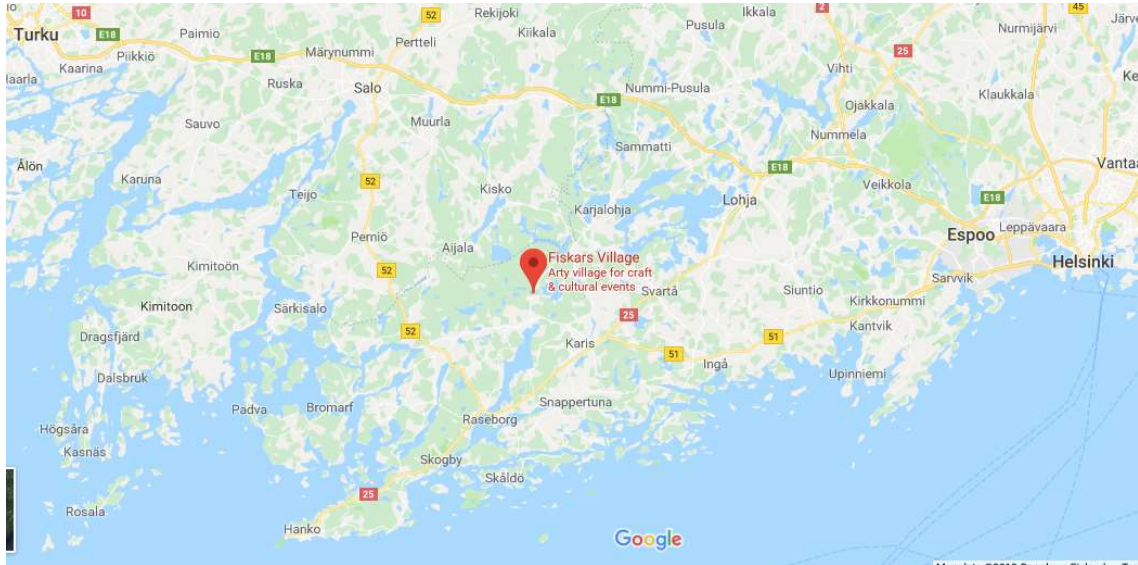 10
52
Rekijoki
Ikkala
2
45
Järve
Turku
E18
Paimio
Pertteli
Kiikala
Pusula
Nurmijärvi
Piikkiö
E18
Märynummi
25
Kaarina
Ruska
Salo
Vihti
Nummi-Pusula
Klaukkala
E18
Ojakkala
Sauvo
Muurla
Nummela
Sammatti
Ålön
Karuna
52
E18
Vantaa
Teijo
Kisko
Veikkola
Lohja
E18
Karjalohja
Leppävaara
Perniö
Aijala
Espoo
Fiskars Village
Helsinki
Kimitoön
52
Arty village for craft
& cultural events
Sarvvik
Svartå
Siuntio
Kirkkonummi
Kimitoon
Särkisalo
25
Kantvik
Dragsfjärd
52
51
Karis
51
Ingå
Dalsbruk
Upinniemi
Padva
Bromarf
Snappertuna
Raseborg
Högsåra
Kasnäs
Skogby
Skåldö
25
Rosala
Hanko
Google